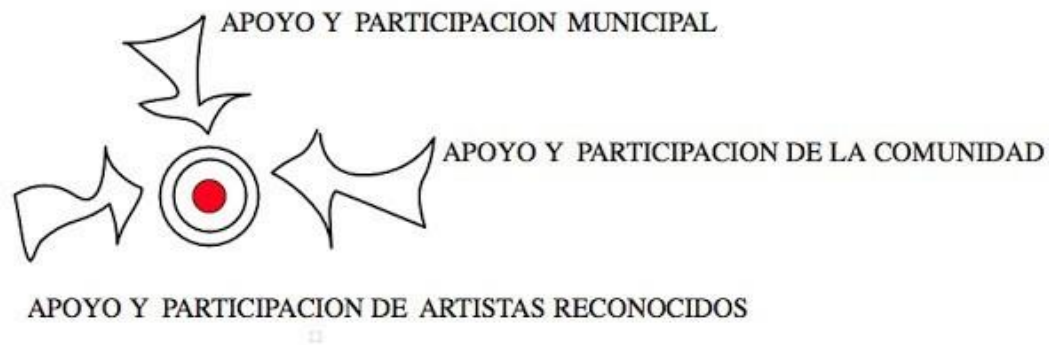 APOYO Y PARTICIPACION MUNICIPAL
APOYO Y PARTICIPACION DE LA COMUNIDAD
APOYO Y PARTICIPACION DE ARTISTAS RECONOCIDOS